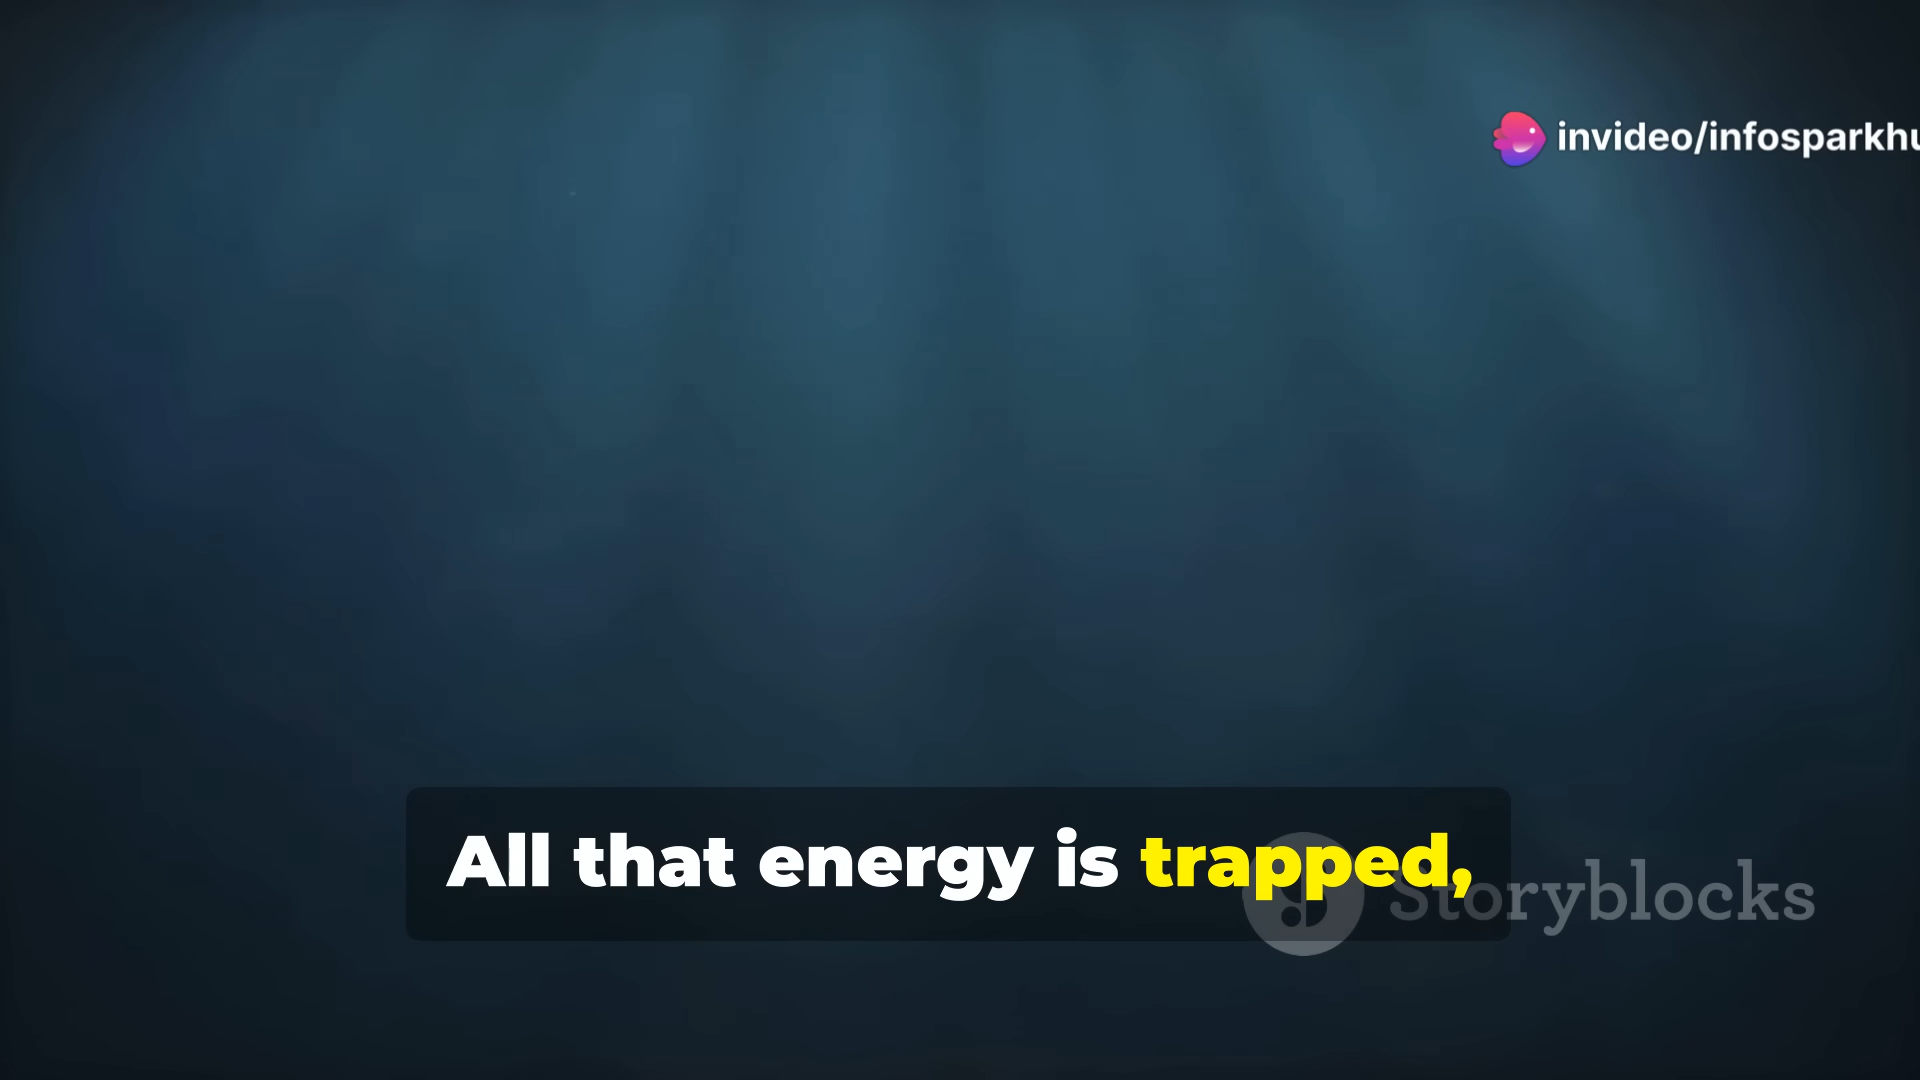 invideo/infosparkhu
All that energy is trapped,
Storyblocks